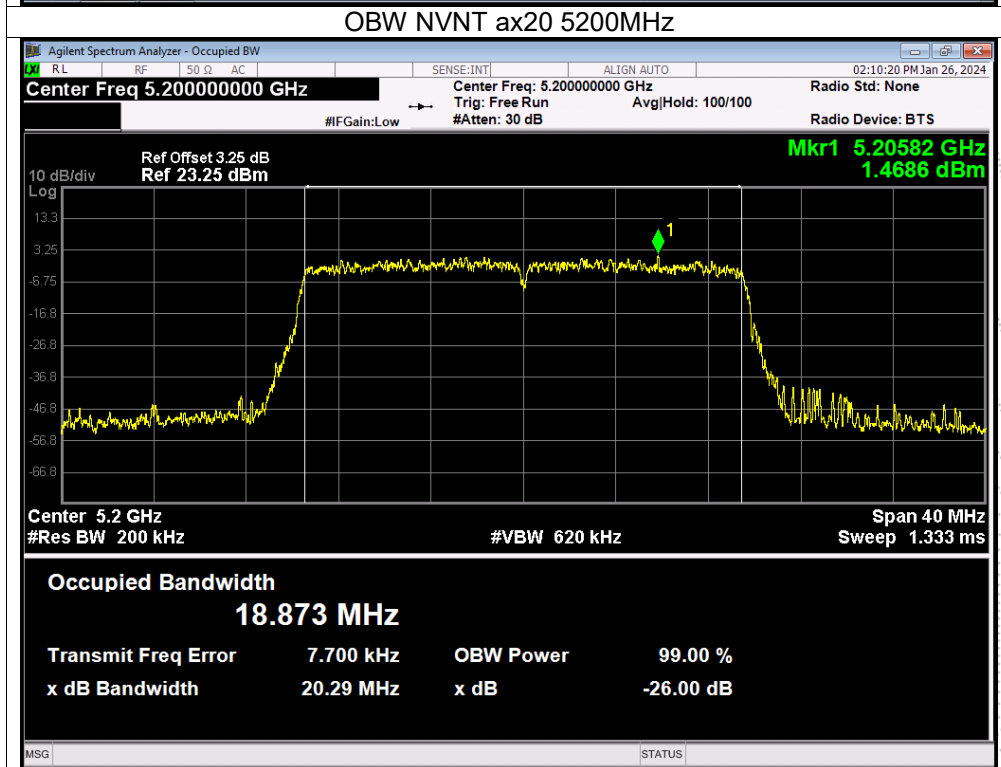 OBW NVNT ax20 5200MHz
Agilent Spectrum Analyzer - Occupied BW
LXI RL RF 50 Ω AC SENSE:INT ALIGN AUTO 02:10:20 PM Jan 26, 2024
Center Freq 5.200000000 GHz Center Freq: 5.200000000 GHz Radio Std: None
Trig: Free Run Avg|Hold: 100/100
#IFGain:Low #Atten: 30 dB Radio Device: BTS
Ref Offset 3.25 dB Mkr1 5.20582 GHz
10 dB/div Ref 23.25 dBm 1.4686 dBm
Log
13.3
1
3.25
-6.75
-16.8
-26.8
-36.8
-46.8
-56.8
-66.8
Center 5.2 GHz Span 40 MHz
#Res BW 200 kHz #VBW 620 kHz Sweep 1.333 ms
Occupied Bandwidth
18.873 MHz
Transmit Freq Error 7.700 kHz OBW Power 99.00 %
x dB Bandwidth 20.29 MHz x dB -26.00 dB
MSG STATUS